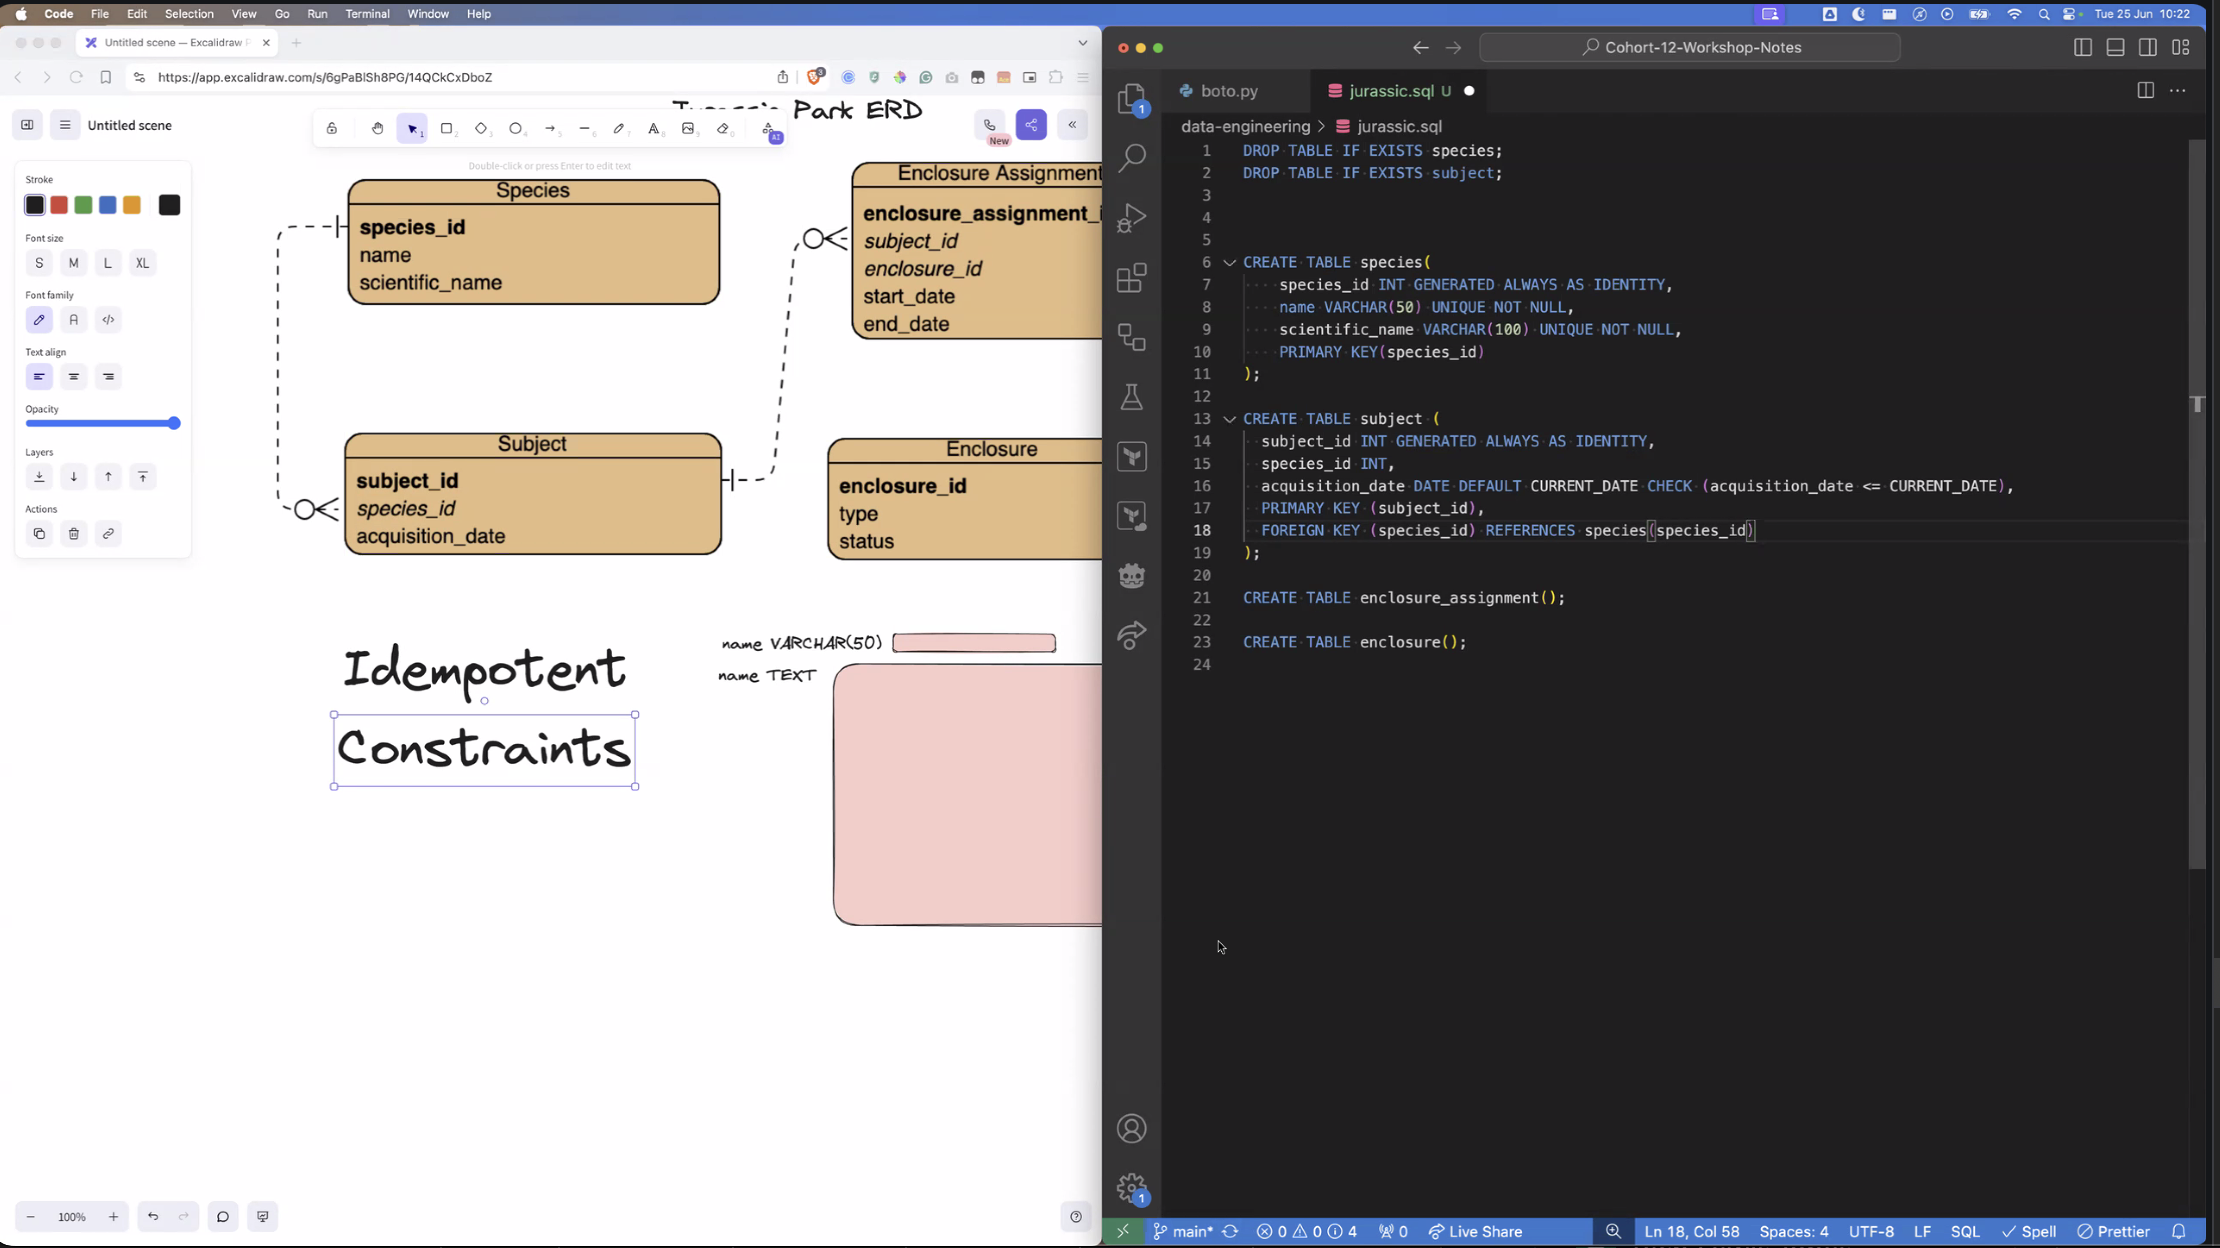 Code File Edit Selection View Go Run Terminal Window Help
Tue 25 Jun 10:22
Untitled scene — Excalidraw
https://app.excalidraw.com/s/6gPaBlSh8PG/14QCkCxDboZ
Untitled scene
Jurassic Park ERD
New
Double-click or press Enter to edit text
Stroke
Font size
S M L XL
Font family
Text align
Opacity
Layers
Actions
Species
species_id
name
scientific_name
Enclosure Assignment
enclosure_assignment_i
subject_id
enclosure_id
start_date
end_date
Subject
subject_id
species_id
acquisition_date
Enclosure
enclosure_id
type
status
Idempotent
Constraints
name VARCHAR(50)
name TEXT
100%
Cohort-12-Workshop-Notes
boto.py
jurassic.sql U
data-engineering > jurassic.sql
1 DROP TABLE IF EXISTS species;
2 DROP TABLE IF EXISTS subject;
3
4
5
6 CREATE TABLE species(
7 species_id INT GENERATED ALWAYS AS IDENTITY,
8 name VARCHAR(50) UNIQUE NOT NULL,
9 scientific_name VARCHAR(100) UNIQUE NOT NULL,
10 PRIMARY KEY(species_id)
11 );
12
13 CREATE TABLE subject (
14 subject_id INT GENERATED ALWAYS AS IDENTITY,
15 species_id INT,
16 acquisition_date DATE DEFAULT CURRENT_DATE CHECK (acquisition_date <= CURRENT_DATE),
17 PRIMARY KEY (subject_id),
18 FOREIGN KEY (species_id) REFERENCES species(species_id)
19 );
20
21 CREATE TABLE enclosure_assignment();
22
23 CREATE TABLE enclosure();
24
main* 0 0 4 0 Live Share
Ln 18, Col 58 Spaces: 4 UTF-8 LF SQL Spell Prettier